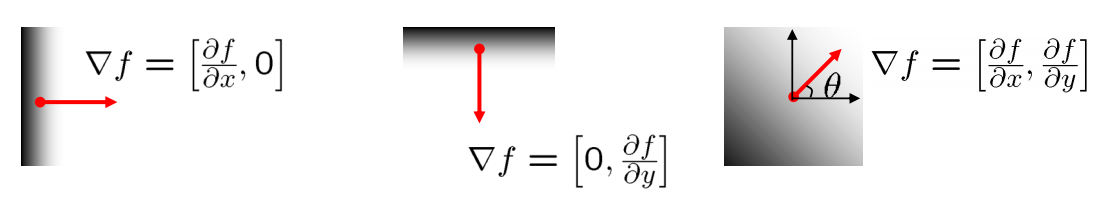 ∇f = [∂f/∂x, 0]
∇f = [0, ∂f/∂y]
θ
∇f = [∂f/∂x, ∂f/∂y]